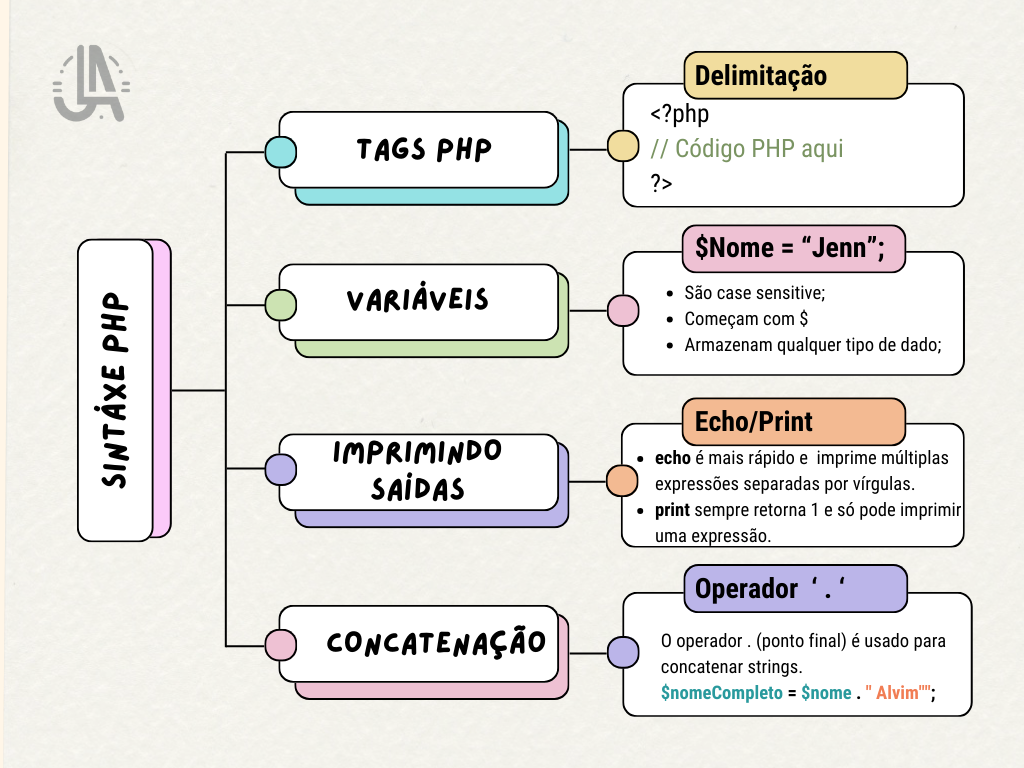 JA
SINTÁXE PHP
TAGS PHP
Delimitação
<?php
// Código PHP aqui
?>
VARIÁVEIS
$Nome = “Jenn”;
• São case sensitive;
• Começam com $
• Armazenam qualquer tipo de dado;
IMPRIMINDO
SAÍDAS
Echo/Print
• echo é mais rápido e imprime múltiplas
expressões separadas por vírgulas.
• print sempre retorna 1 e só pode imprimir
uma expressão.
CONCATENAÇÃO
Operador ‘ . ‘
O operador . (ponto final) é usado para
concatenar strings.
$nomeCompleto = $nome . " Alvim"";